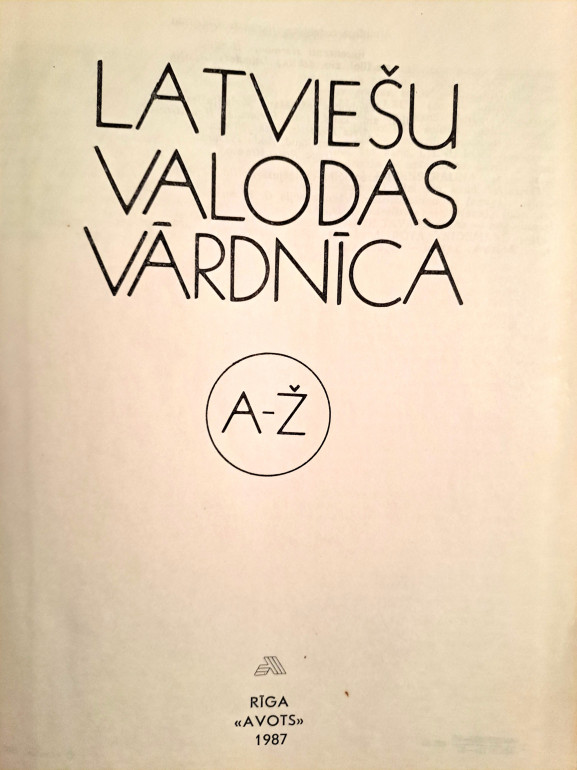 LATVIEŠU
VALODAS
VĀRDNĪCA
A-Ž
RĪGA
«AVOTS»
1987